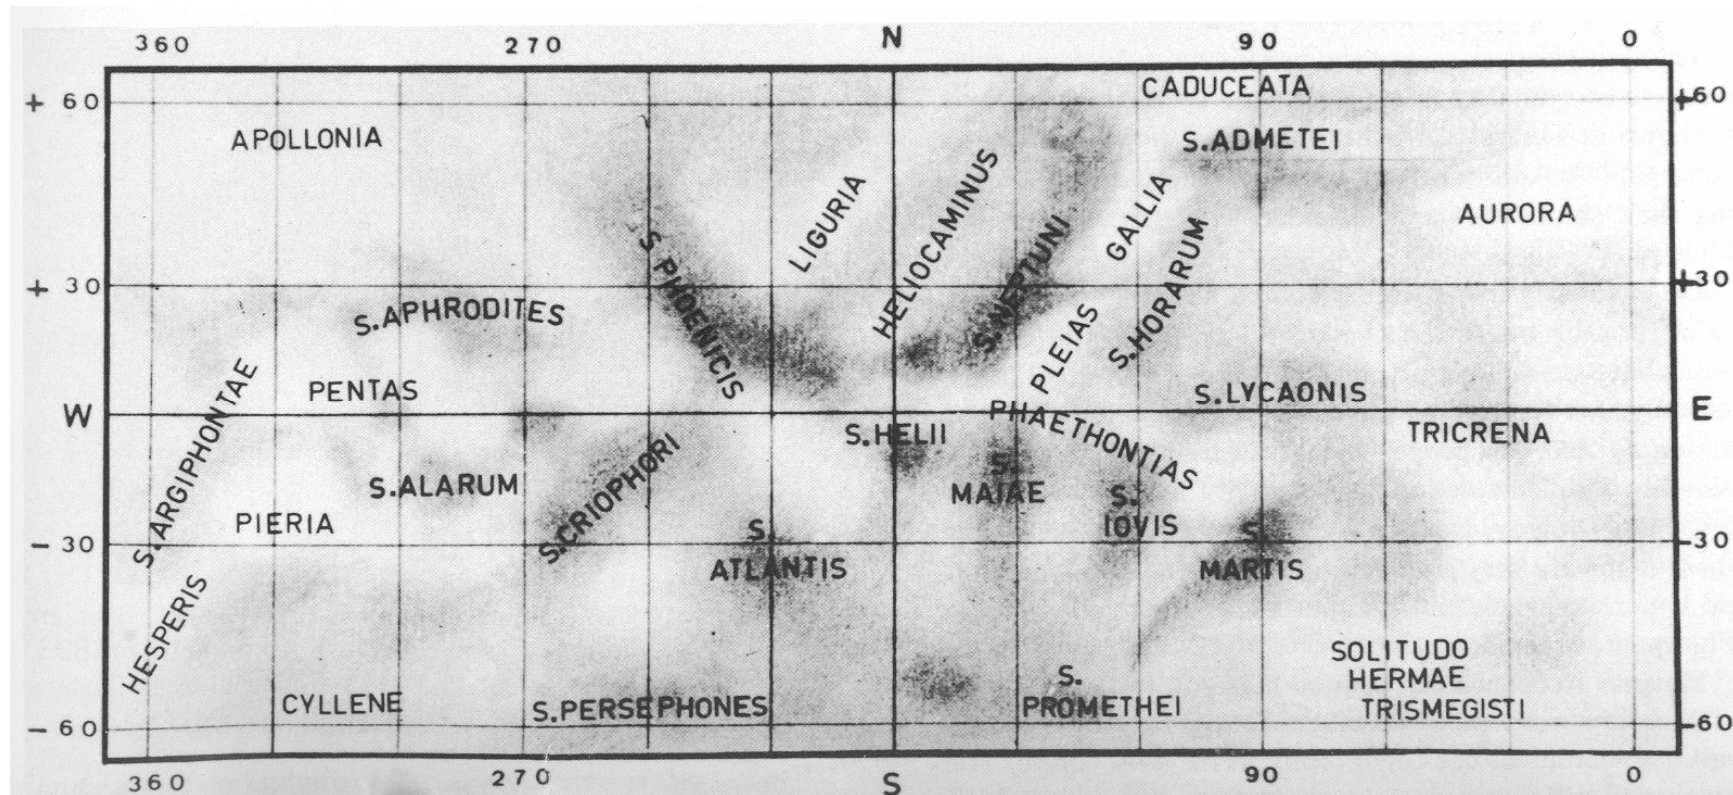 360 270 N 90 0
+ 60 +60
CADUCEATA
APOLLONIA
S.ADMETEI
LIGURIA
HELIOCAMINUS
GALLIA
AURORA
S. PHOENICIS
S. NEPTUNI
S.HORARUM
+ 30 +30
S.APHRODITES
PLEIAS
S. ARGIPHONTAE
PENTAS
S.LYCAONIS
W E
PHAETHONTIAS
S.HELII
TRICRENA
S.CRIOPHORI
S.ALARUM
S.
MAIAE
S.
IOVIS
PIERIA
S.
ATLANTIS
S.
MARTIS
- 30 -30
HESPERIS
SOLITUDO
HERMAE
TRISMEGISTI
CYLLENE
S.PERSEPHONES
S.
PROMETHEI
- 60 -60
360 270 S 90 0